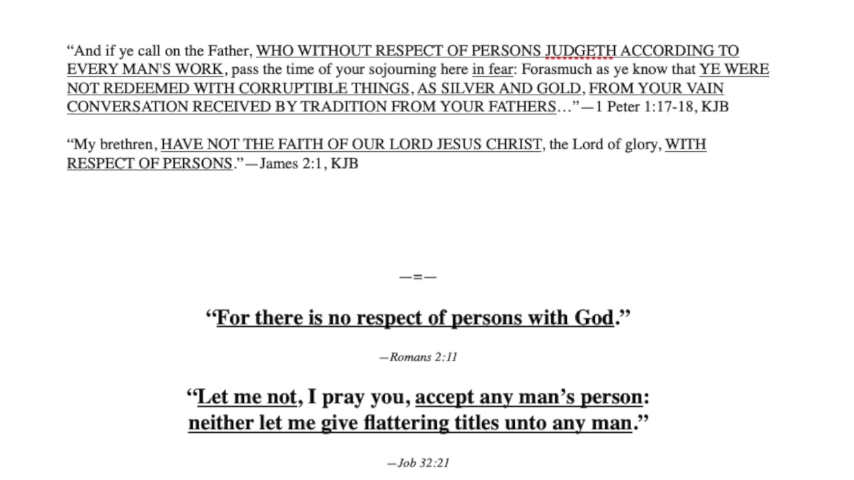 “And if ye call on the Father, WHO WITHOUT RESPECT OF PERSONS JUDGETH ACCORDING TO
EVERY MAN'S WORK, pass the time of your sojourning here in fear: Forasmuch as ye know that YE WERE
NOT REDEEMED WITH CORRUPTIBLE THINGS, AS SILVER AND GOLD, FROM YOUR VAIN
CONVERSATION RECEIVED BY TRADITION FROM YOUR FATHERS…”—1 Peter 1:17-18, KJB
“My brethren, HAVE NOT THE FAITH OF OUR LORD JESUS CHRIST, the Lord of glory, WITH
RESPECT OF PERSONS.”—James 2:1, KJB
—=—
“For there is no respect of persons with God.”
—Romans 2:11
“Let me not, I pray you, accept any man’s person:
neither let me give flattering titles unto any man.”
—Job 32:21